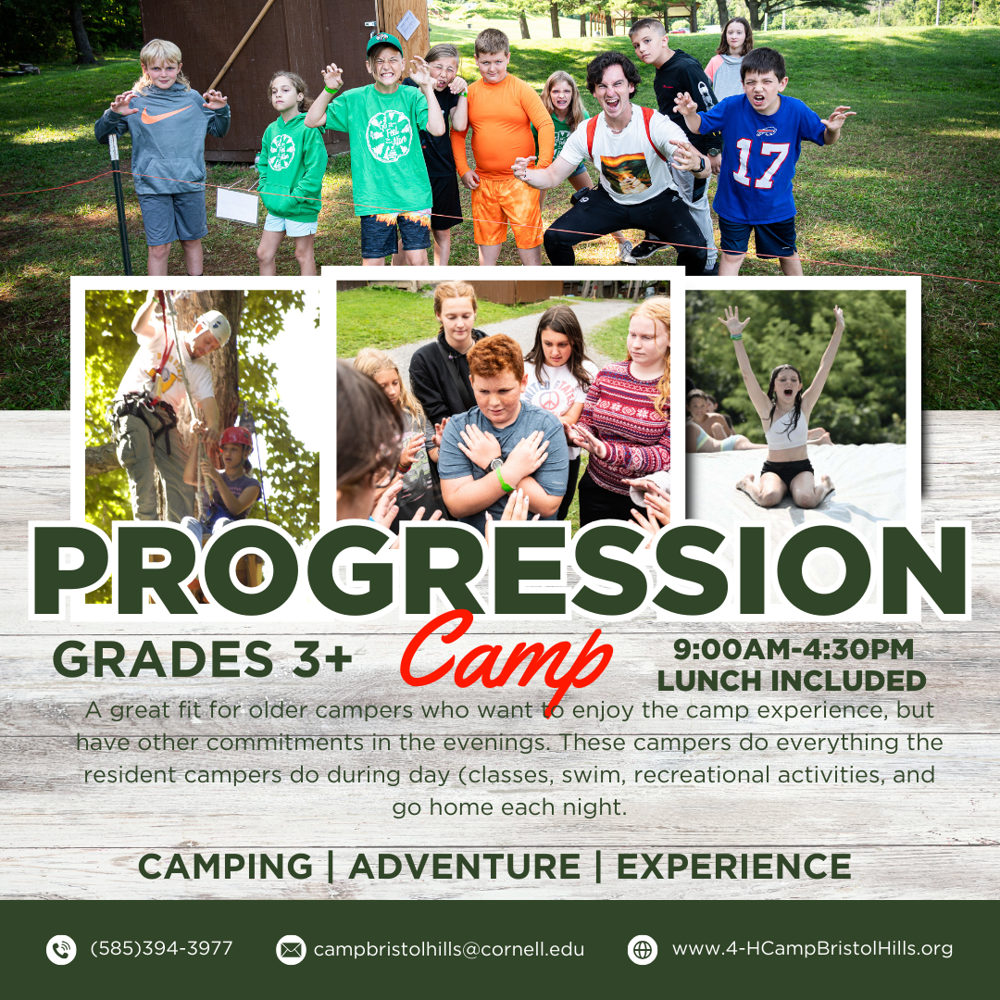 17
UNITED STATES
PROGRESSION
GRADES 3+
Camp
9:00AM-4:30PM
LUNCH INCLUDED
A great fit for older campers who want to enjoy the camp experience, but
have other commitments in the evenings. These campers do everything the
resident campers do during day (classes, swim, recreational activities, and
go home each night.
CAMPING | ADVENTURE | EXPERIENCE
(585)394-3977
campbristolhills@cornell.edu
www.4-HCampBristolHills.org